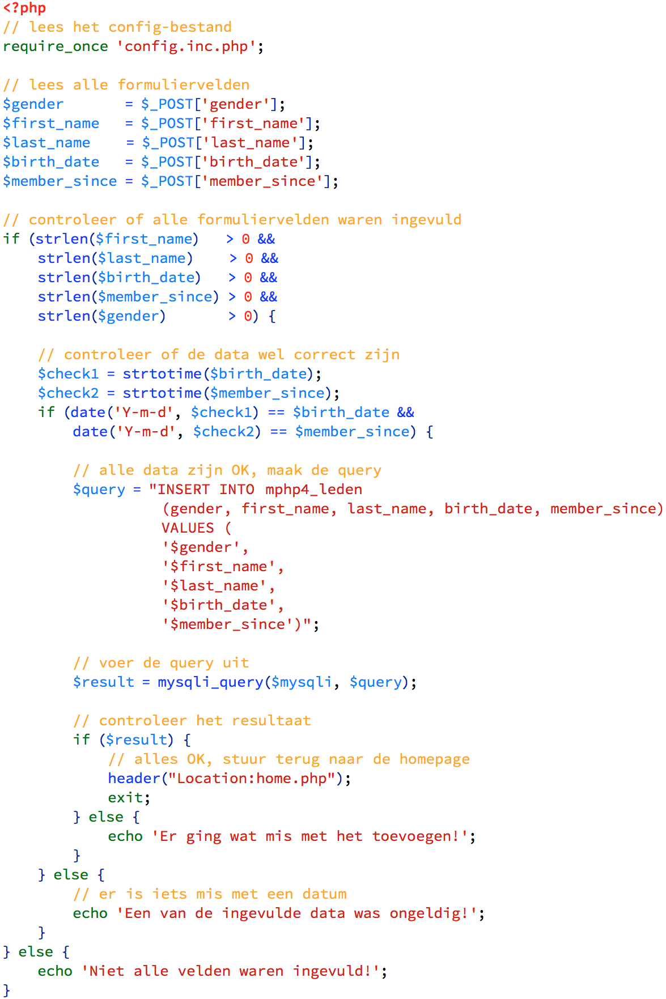 <?php
// lees het config-bestand
require_once 'config.inc.php';

// lees alle formuliervelden
$gender       = $_POST['gender'];
$first_name   = $_POST['first_name'];
$last_name    = $_POST['last_name'];
$birth_date   = $_POST['birth_date'];
$member_since = $_POST['member_since'];

// controleer of alle formuliervelden waren ingevuld
if (strlen($first_name)   > 0 &&
    strlen($last_name)    > 0 &&
    strlen($birth_date)   > 0 &&
    strlen($member_since) > 0 &&
    strlen($gender)       > 0) {

    // controleer of de data wel correct zijn
    $check1 = strtotime($birth_date);
    $check2 = strtotime($member_since);
    if (date('Y-m-d', $check1) == $birth_date &&
        date('Y-m-d', $check2) == $member_since) {

        // alle data zijn OK, maak de query
        $query = "INSERT INTO mphp4_leden
                  (gender, first_name, last_name, birth_date, member_since)
                  VALUES (
                  '$gender',
                  '$first_name',
                  '$last_name',
                  '$birth_date',
                  '$member_since')";

        // voer de query uit
        $result = mysqli_query($mysqli, $query);

        // controleer het resultaat
        if ($result) {
            // alles OK, stuur terug naar de homepage
            header("Location:home.php");
            exit;
        } else {
            echo 'Er ging wat mis met het toevoegen!';
        }
    } else {
        // er is iets mis met een datum
        echo 'Een van de ingevulde data was ongeldig!';
    }
} else {
    echo 'Niet alle velden waren ingevuld!';
}